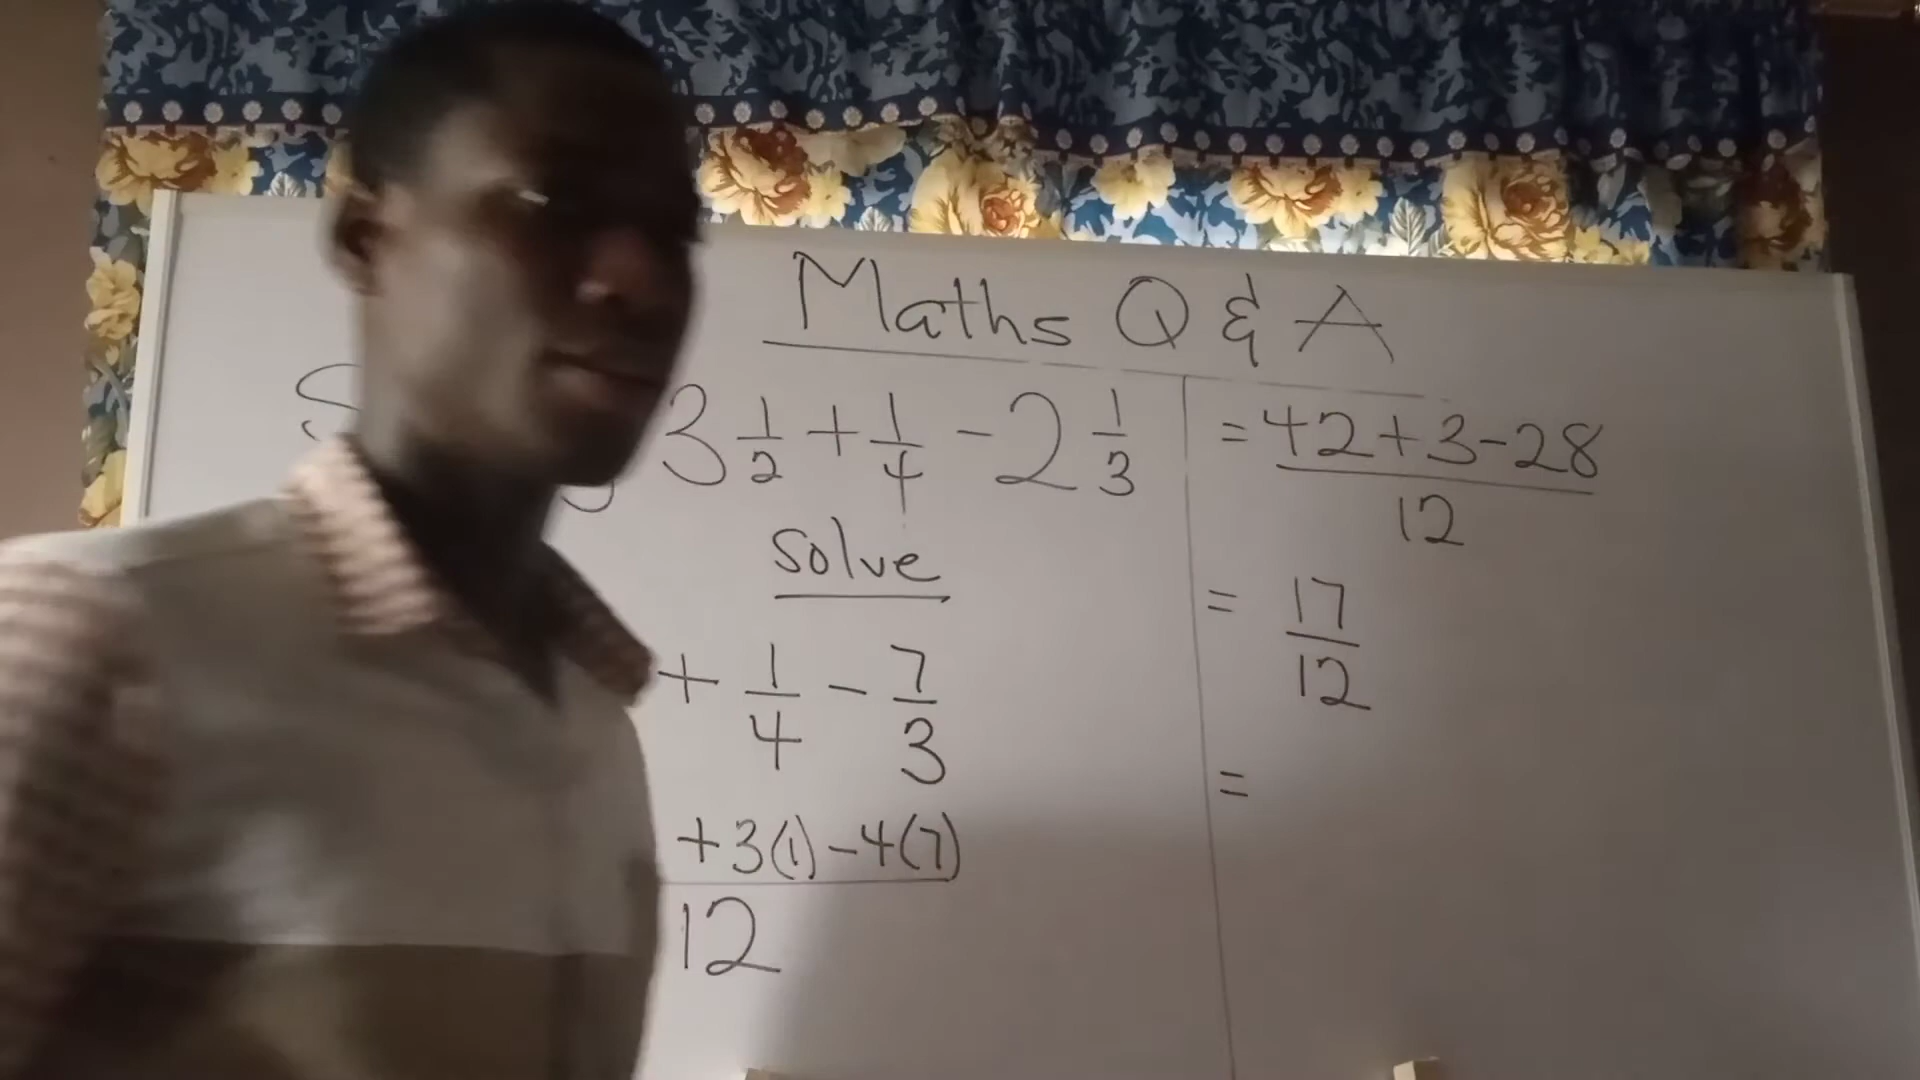 Maths Q & A
3 1/2 + 1/4 - 2 1/3
solve
+ 1/4 - 7/3
+3(1)-4(7)
12
= 42+3-28
12
= 17/12
=